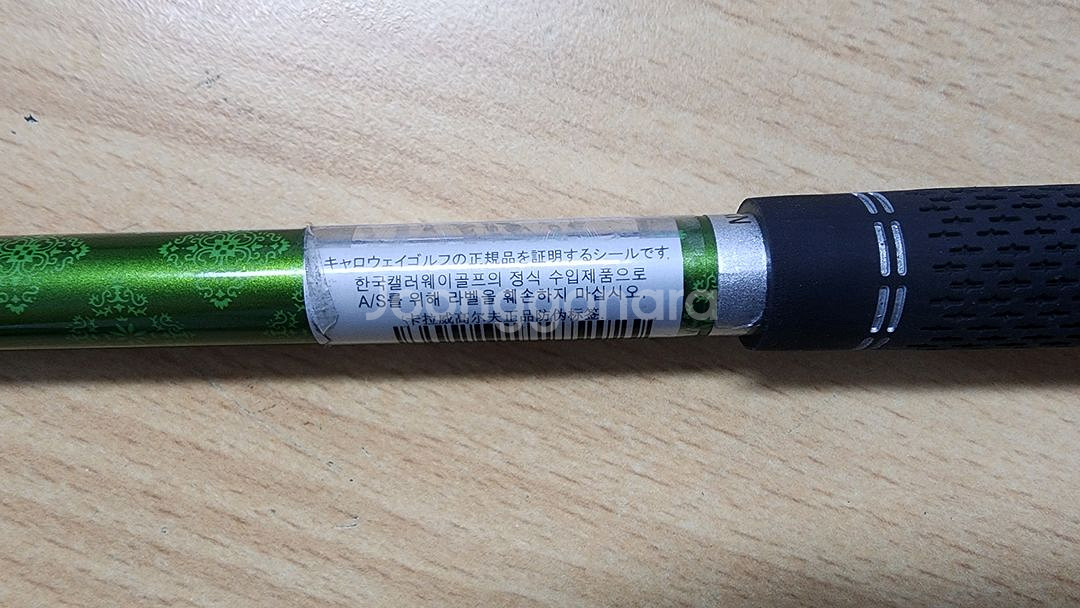 キャロウェイゴルフの正規品を証明するシールです.
한국캘러웨이골프의 정식 수입제품으로
A/S를 위해 라벨을 훼손하지 마십시오
卡拉威高尔夫正品防伪标签
Joonggonara
N